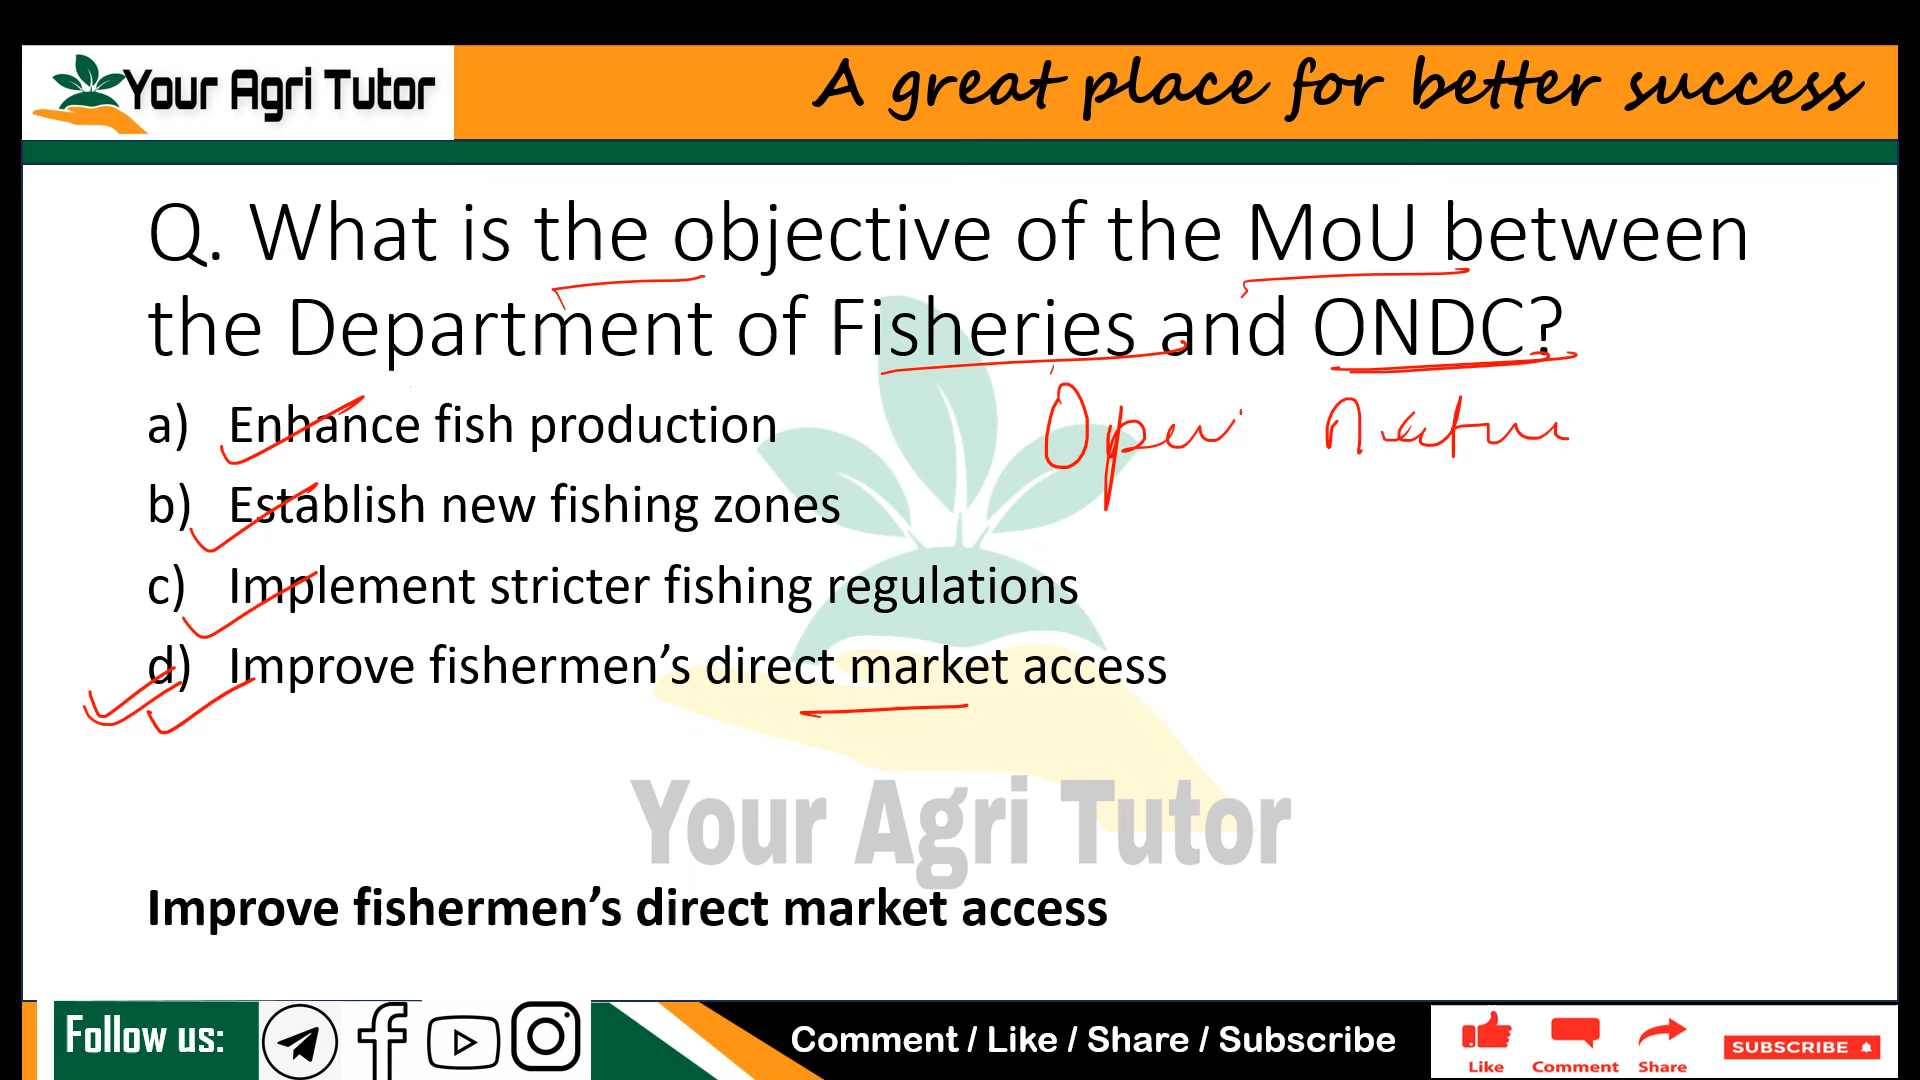 Your Agri Tutor
A great place for better success
Q. What is the objective of the MoU between
the Department of Fisheries and ONDC?
a) Enhance fish production
Open
b) Establish new fishing zones
c) Implement stricter fishing regulations
d) Improve fishermen's direct market access
Your Agri Tutor
Improve fishermen's direct market access
Follow us:
Comment / Like / Share / Subscribe
Like
Comment
Share
SUBSCRIBE